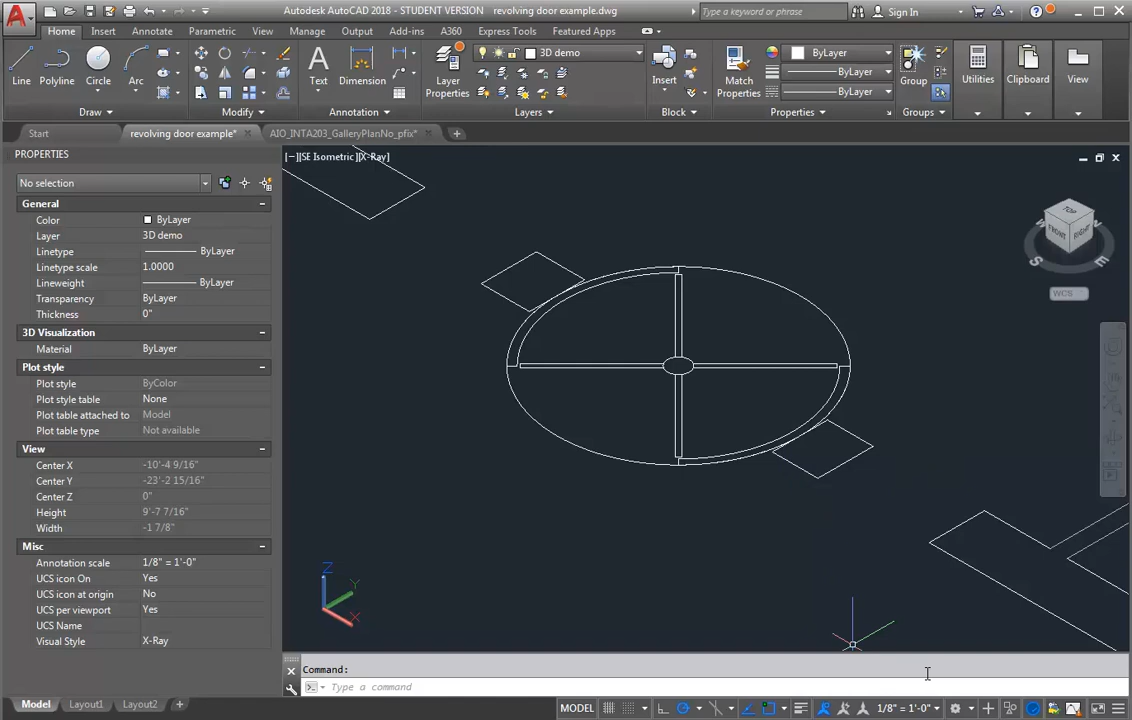 Autodesk AutoCAD 2018 - STUDENT VERSION revolving door example.dwg
Type a keyword or phrase
Sign In
Home Insert Annotate Parametric View Manage Output Add-ins A360 Express Tools Featured Apps
3D demo
ByLayer
ByLayer
ByLayer
Line Polyline Circle Arc Text Dimension Layer Properties Insert Match Properties Group Utilities Clipboard View
Draw Modify Annotation Layers Block Properties Groups
Start revolving door example* AIO_INTA203_GalleryPlanNo_pfix*
PROPERTIES
[−][SE Isometric][X-Ray]
No selection
General
Color ByLayer
Layer 3D demo
Linetype ByLayer
Linetype scale 1.0000
Lineweight ByLayer
Transparency ByLayer
Thickness 0"
3D Visualization
Material ByLayer
Plot style
Plot style ByColor
Plot style table None
Plot table attached to Model
Plot table type Not available
View
Center X -10'-4 9/16"
Center Y -23'-2 15/16"
Center Z 0"
Height 9'-7 7/16"
Width -1 7/8"
Misc
Annotation scale 1/8" = 1'-0"
UCS icon On Yes
UCS icon at origin No
UCS per viewport Yes
UCS Name
Visual Style X-Ray
TOP
FRONT RIGHT
W S E
WCS
Z Y X
Command:
Type a command
Model Layout1 Layout2
MODEL 1/8" = 1'-0"